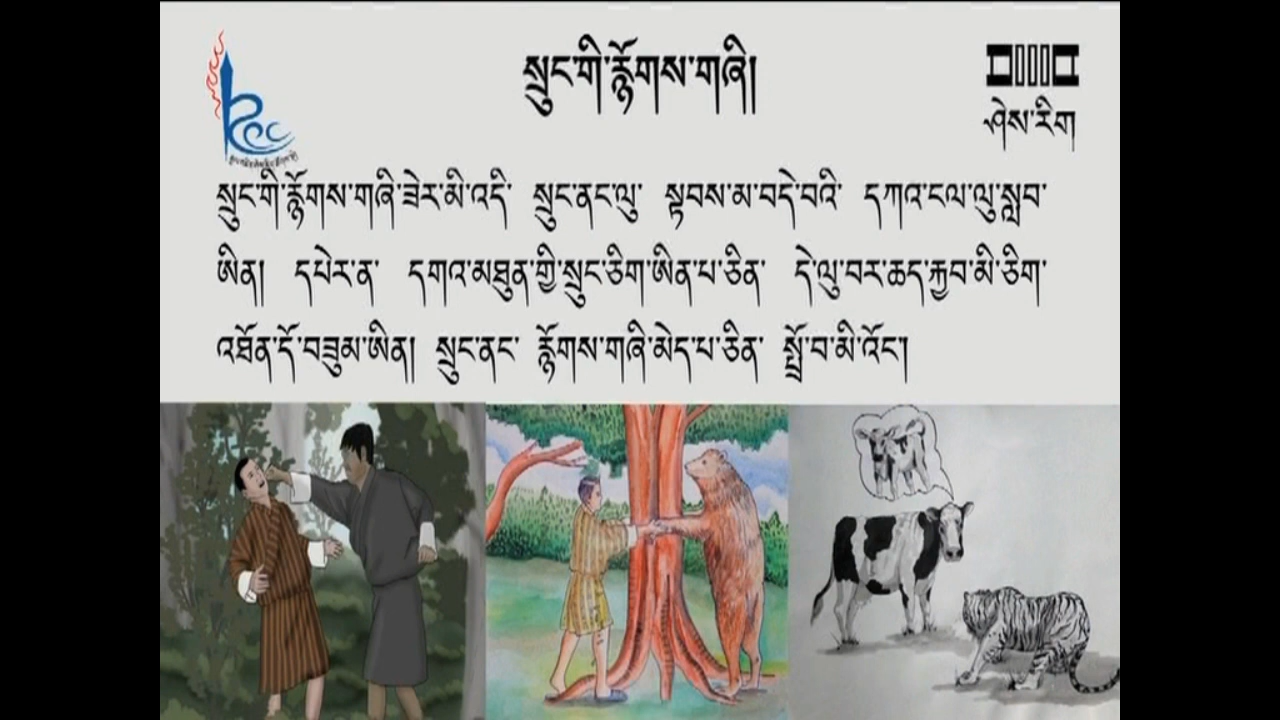 སྲུང་གི་རྙོགས་གཞི།
ཤེས་རིག
སྲུང་གི་རྙོགས་གཞི་ཟེར་མི་འདི་ སྲུང་ནང་ལུ་ སྟབས་མ་བདེ་བའི་ དཀའ་ངལ་ལུ་སླབ་
ཨིན། དཔེར་ན་ དགའ་མཐུན་གྱི་སྲུང་ཅིག་ཨིན་པ་ཅིན་ དེ་ལུ་བར་ཆད་རྐྱབ་མི་ཅིག་
འཐོན་དོ་བཟུམ་ཨིན། སྲུང་ནང་ རྙོགས་གཞི་མེད་པ་ཅིན་ སྤྲོ་བ་མི་འོང་།